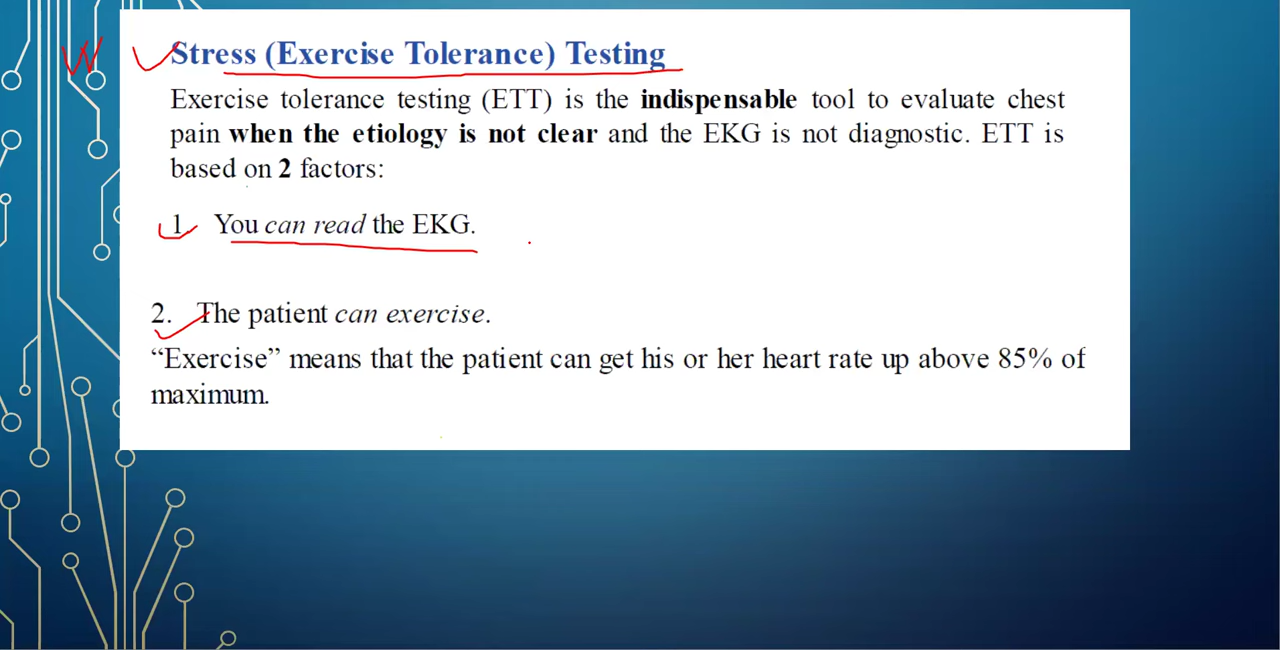 W
Stress (Exercise Tolerance) Testing
Exercise tolerance testing (ETT) is the indispensable tool to evaluate chest
pain when the etiology is not clear and the EKG is not diagnostic. ETT is
based on 2 factors:
1. You can read the EKG.
2. The patient can exercise.
“Exercise” means that the patient can get his or her heart rate up above 85% of
maximum.